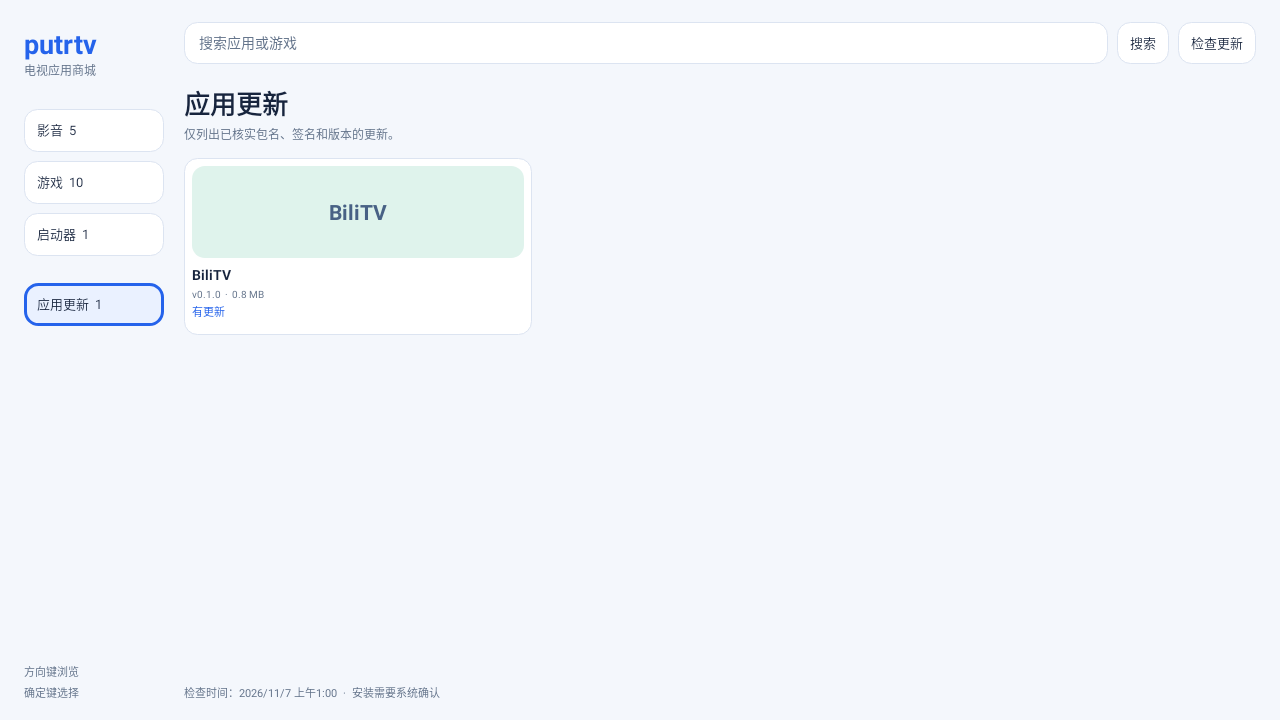 putrtv
电视应用商城
影音 5
游戏 10
启动器 1
应用更新 1
方向键浏览
确定键选择
搜索应用或游戏
搜索
检查更新
应用更新
仅列出已核实包名、签名和版本的更新。
BiliTV
BiliTV
v0.1.0 · 0.8 MB
有更新
检查时间：2026/11/7 上午1:00 · 安装需要系统确认